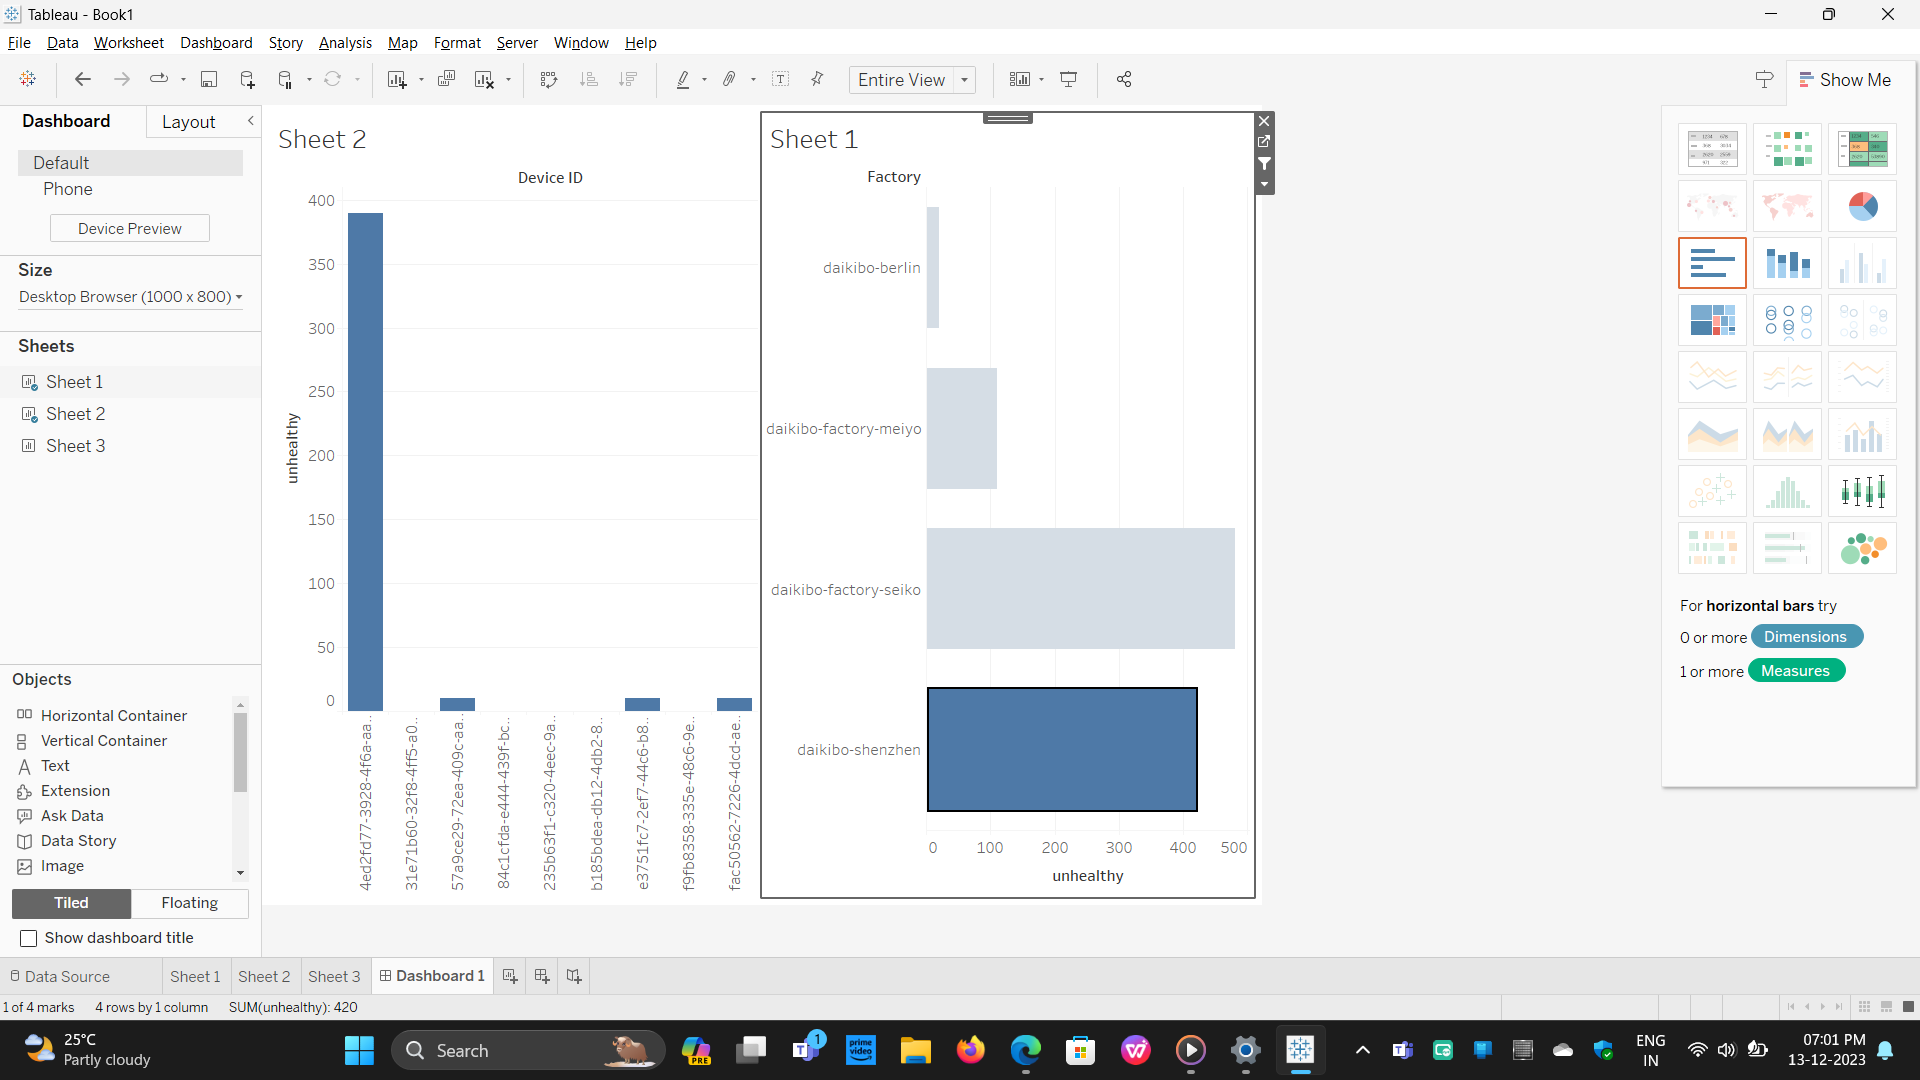 Tableau - Book1
File Data Worksheet Dashboard Story Analysis Map Format Server Window Help
Entire View
Show Me
Dashboard Layout
Default
Phone
Device Preview
Size
Desktop Browser (1000 x 800)
Sheets
Sheet 1
Sheet 2
Sheet 3
Objects
Horizontal Container
Vertical Container
Text
Extension
Ask Data
Data Story
Image
Tiled Floating
Show dashboard title
Sheet 2
Device ID
400
350
300
250
200
150
100
50
0
unhealthy
4ed2fd77-3928-4f6a-aa..
31e71b60-32f8-4ff5-a0..
57a9ce29-72ea-409c-aa..
84c1cfda-e444-439f-bc..
235b63f1-c320-4eec-9a..
b185bdea-db12-4db2-8..
e3751fc7-2ef7-44c6-b8..
f9fb8358-335e-48c6-9e..
fac50562-7226-4dcd-ae..
Sheet 1
Factory
daikibo-berlin
daikibo-factory-meiyo
daikibo-factory-seiko
daikibo-shenzhen
0 100 200 300 400 500
unhealthy
For horizontal bars try
0 or more Dimensions
1 or more Measures
Data Source Sheet 1 Sheet 2 Sheet 3 Dashboard 1
1 of 4 marks 4 rows by 1 column SUM(unhealthy): 420
25°C
Partly cloudy
Search
PRE
1
prime
video
ENG
IN
07:01 PM
13-12-2023